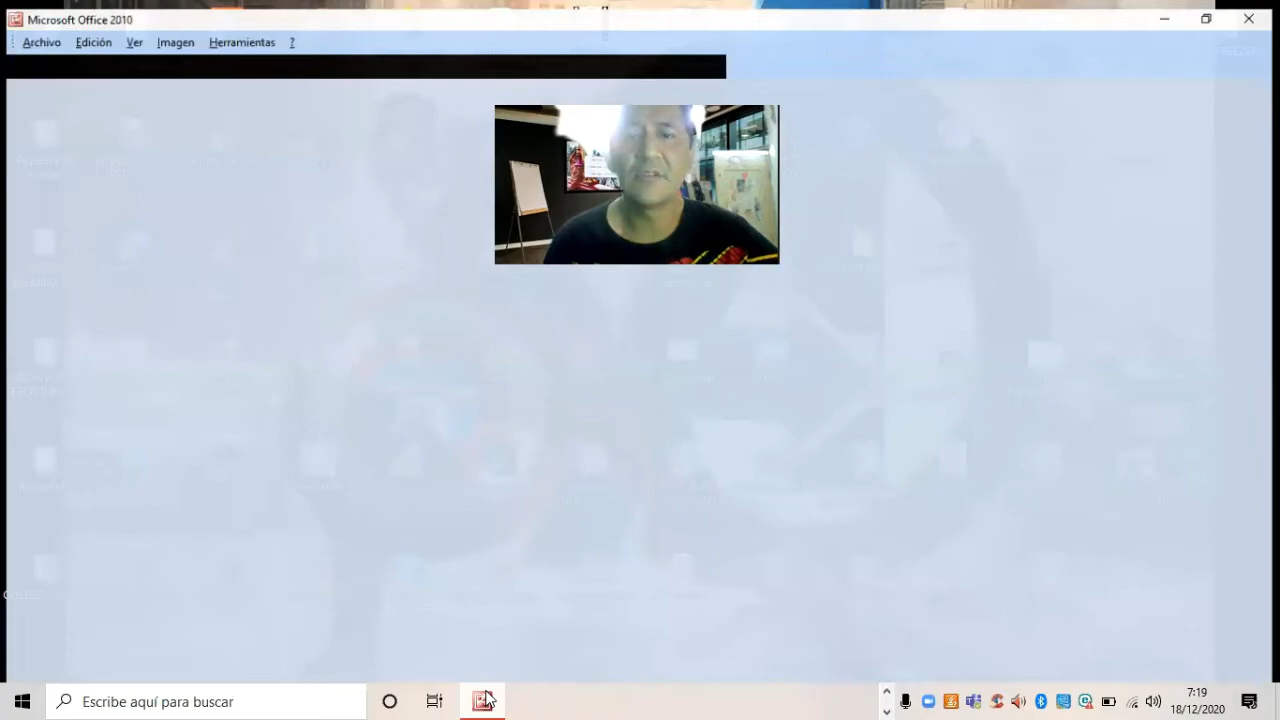 Microsoft Office 2010
Archivo Edición Ver Imagen Herramientas ?
Escribe aquí para buscar
7:19
18/12/2020